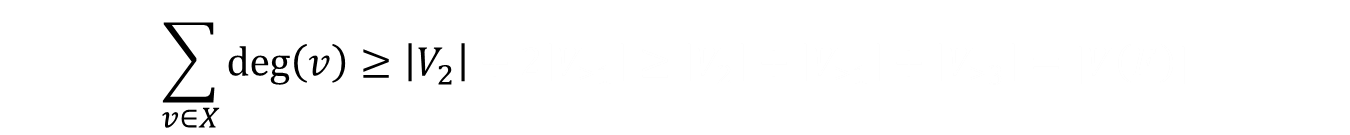 ∑_{v∈X} deg(v) ≥ |V₂|